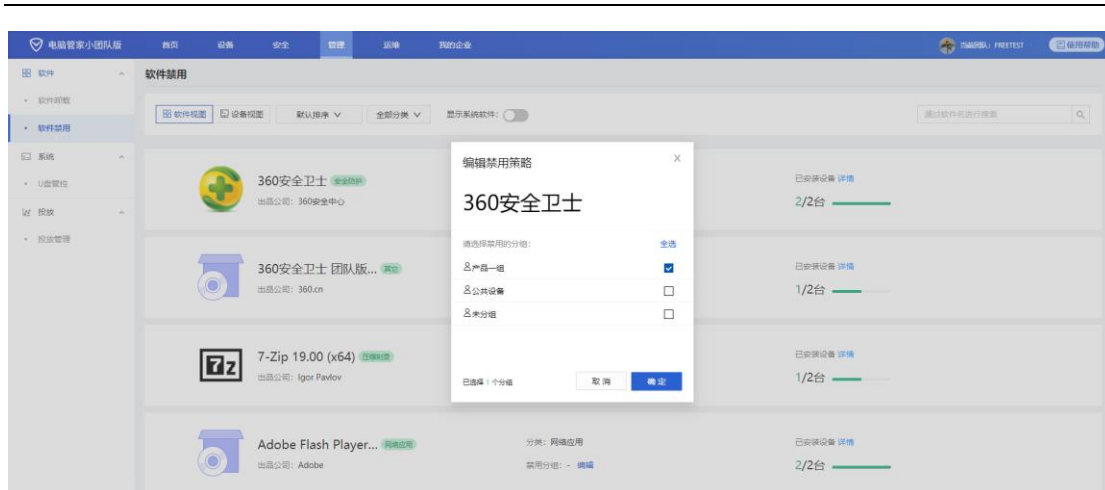 电脑管家小团队版 首页 设备 安全 管理 运维 我的企业 当前团队：FREETEST 使用帮助
软件 软件禁用
软件卸载
软件视图 设备视图 默认排序 全部分类 显示系统软件： 通过软件名进行搜索
软件禁用
系统
U盘管控
投放
投放管理
360安全卫士 安全防护 已安装设备 详情
出品公司：360安全中心 2/2台
360安全卫士 团队版... 其它 已安装设备 详情
出品公司：360.cn 1/2台
7-Zip 19.00 (x64) 压缩刻录 已安装设备 详情
出品公司：Igor Pavlov 1/2台
Adobe Flash Player... 网络应用 分类：网络应用 已安装设备 详情
出品公司：Adobe 禁用分组：- 编辑 2/2台
编辑禁用策略
360安全卫士
请选择禁用的分组： 全选
产品一组
公共设备
未分组
已选择 1 个分组 取消 确定